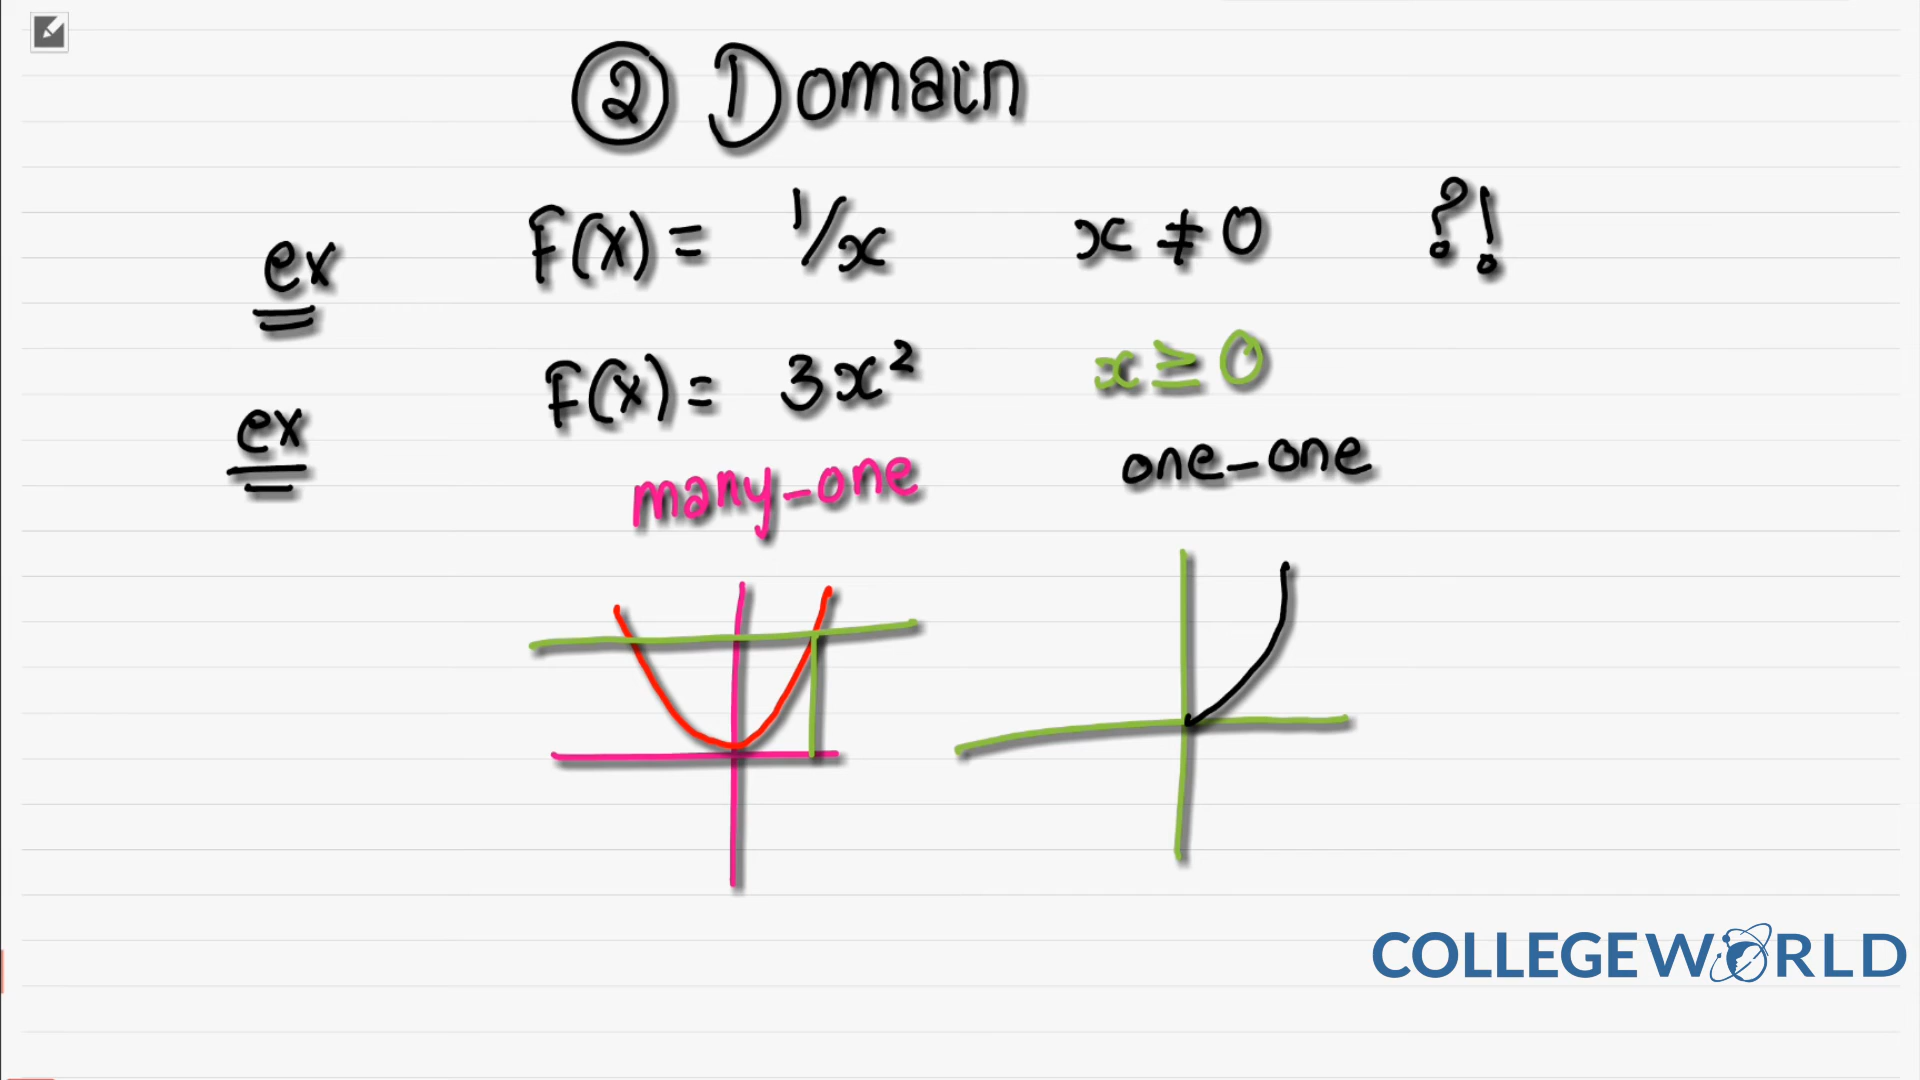 ② Domain
ex F(x) = 1/x x ≠ 0 ?!
ex F(x) = 3x² x ≥ 0
many-one one-one
COLLEGEWORLD